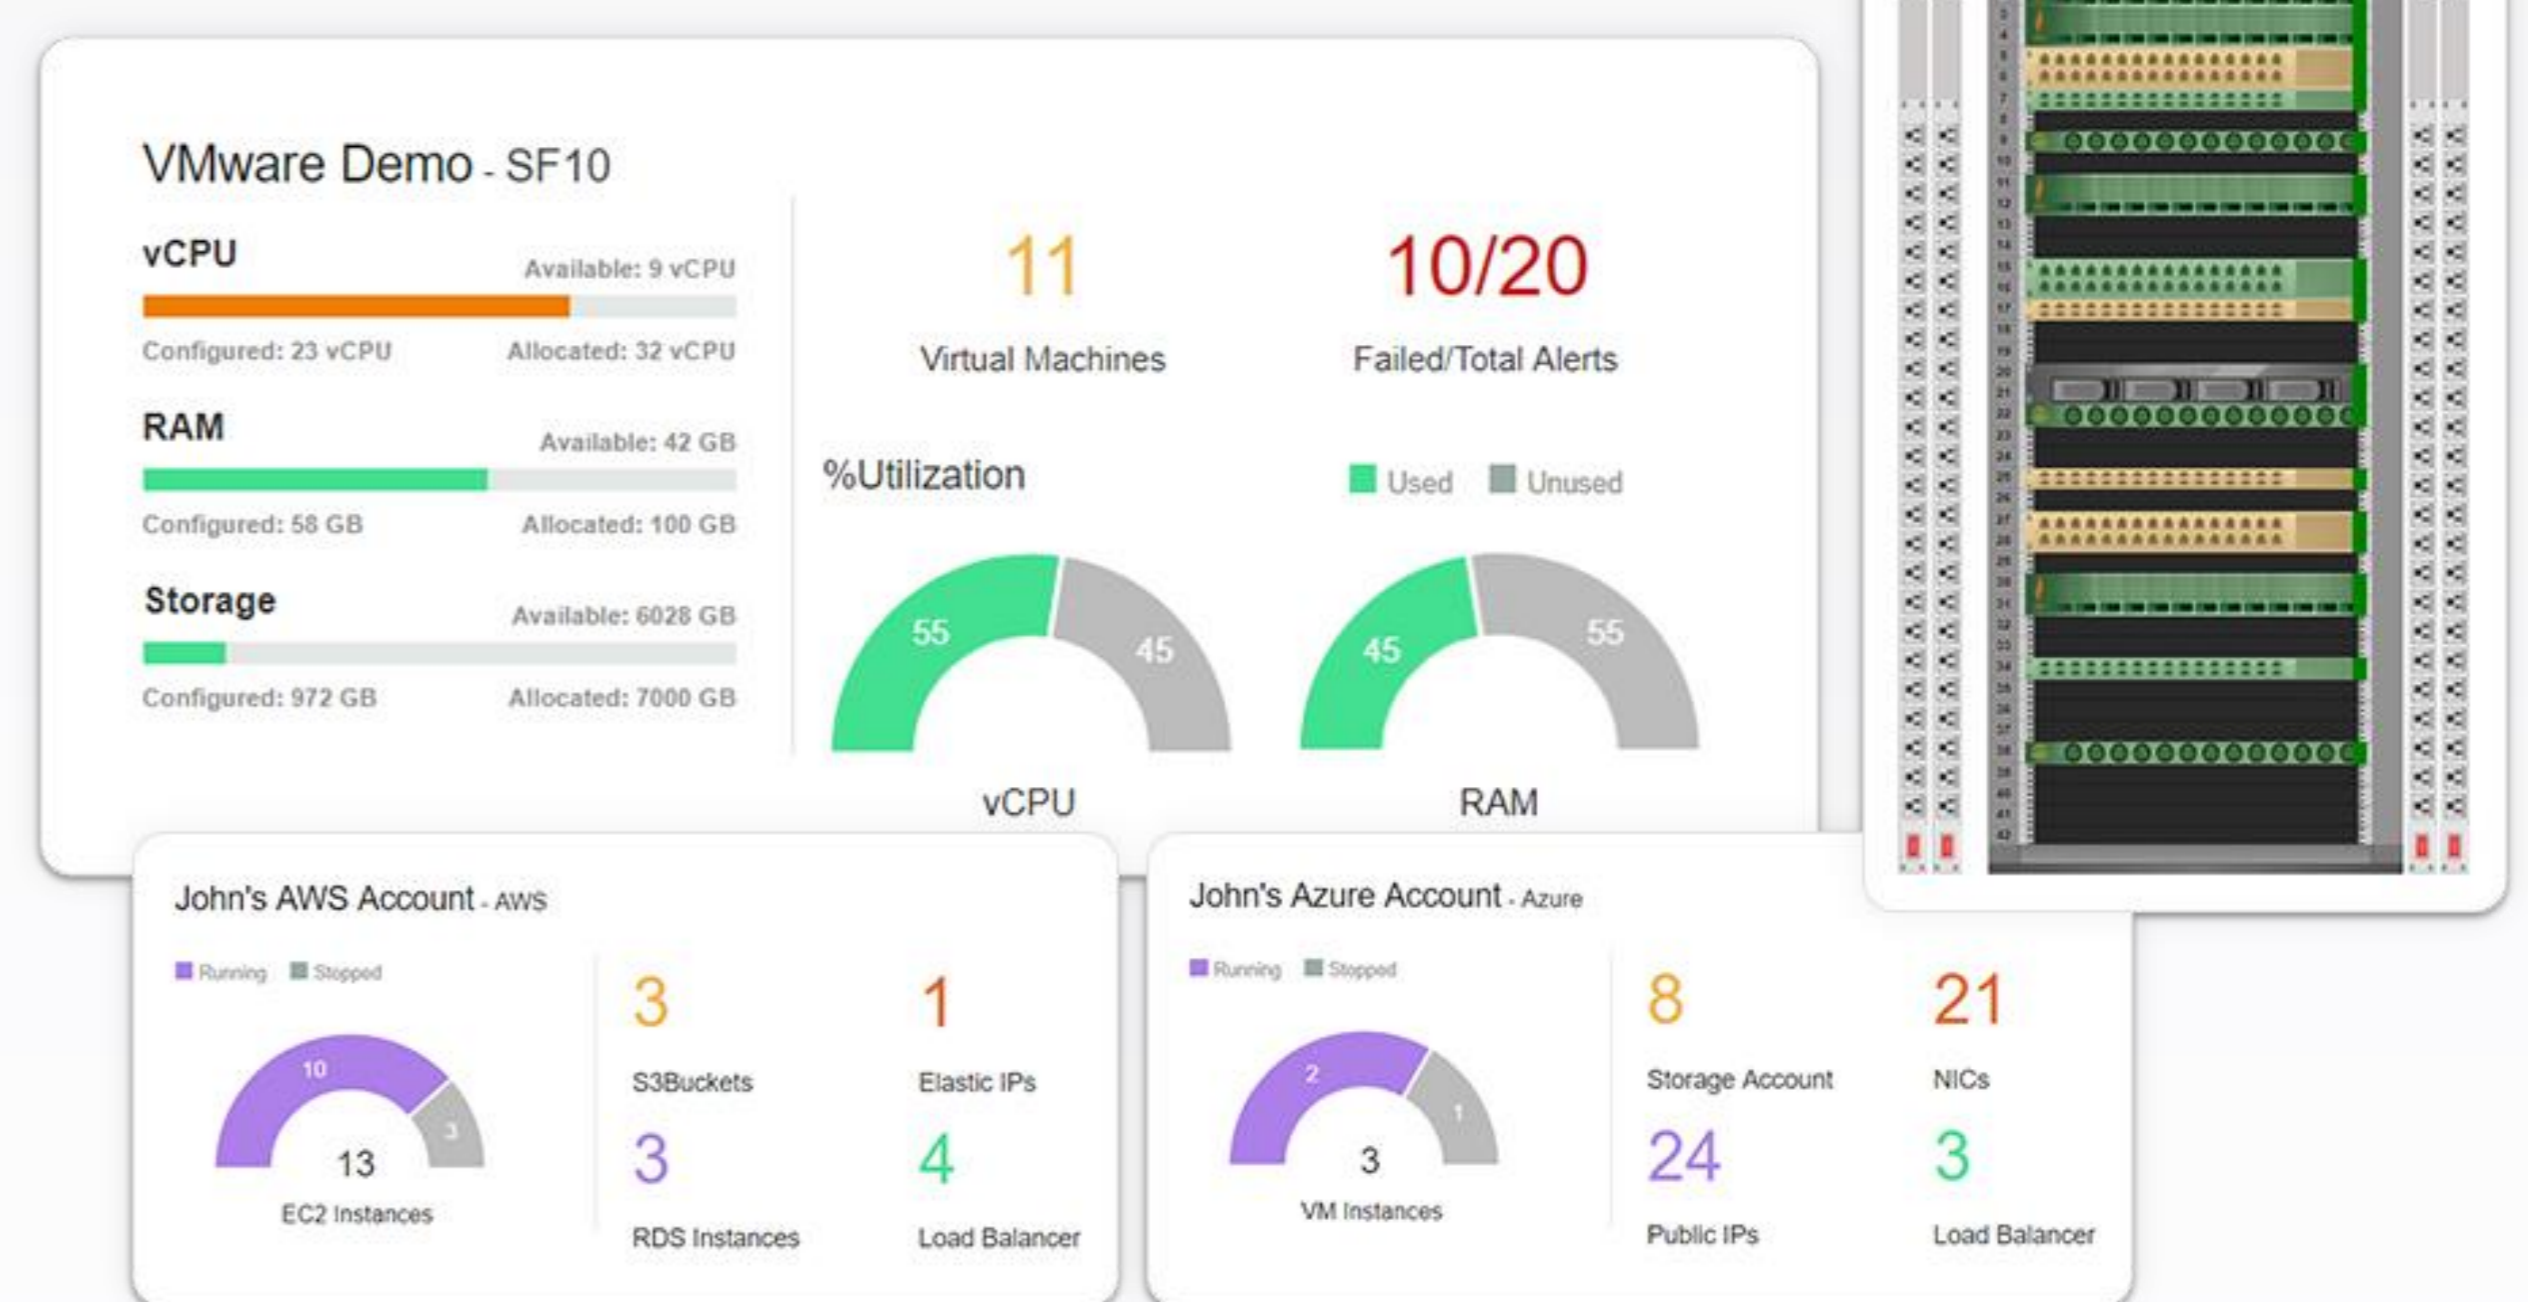 VMware Demo - SF10
vCPU
Available: 9 vCPU
Configured: 23 vCPU
Allocated: 32 vCPU
RAM
Available: 42 GB
Configured: 58 GB
Allocated: 100 GB
Storage
Available: 6028 GB
Configured: 972 GB
Allocated: 7000 GB
11
Virtual Machines
10/20
Failed/Total Alerts
%Utilization
Used
Unused
55
45
vCPU
45
55
RAM
John's AWS Account - AWS
Running
Stopped
10
3
13
EC2 Instances
3
S3Buckets
1
Elastic IPs
3
RDS Instances
4
Load Balancer
John's Azure Account - Azure
Running
Stopped
2
1
3
VM Instances
8
Storage Account
21
NICs
24
Public IPs
3
Load Balancer